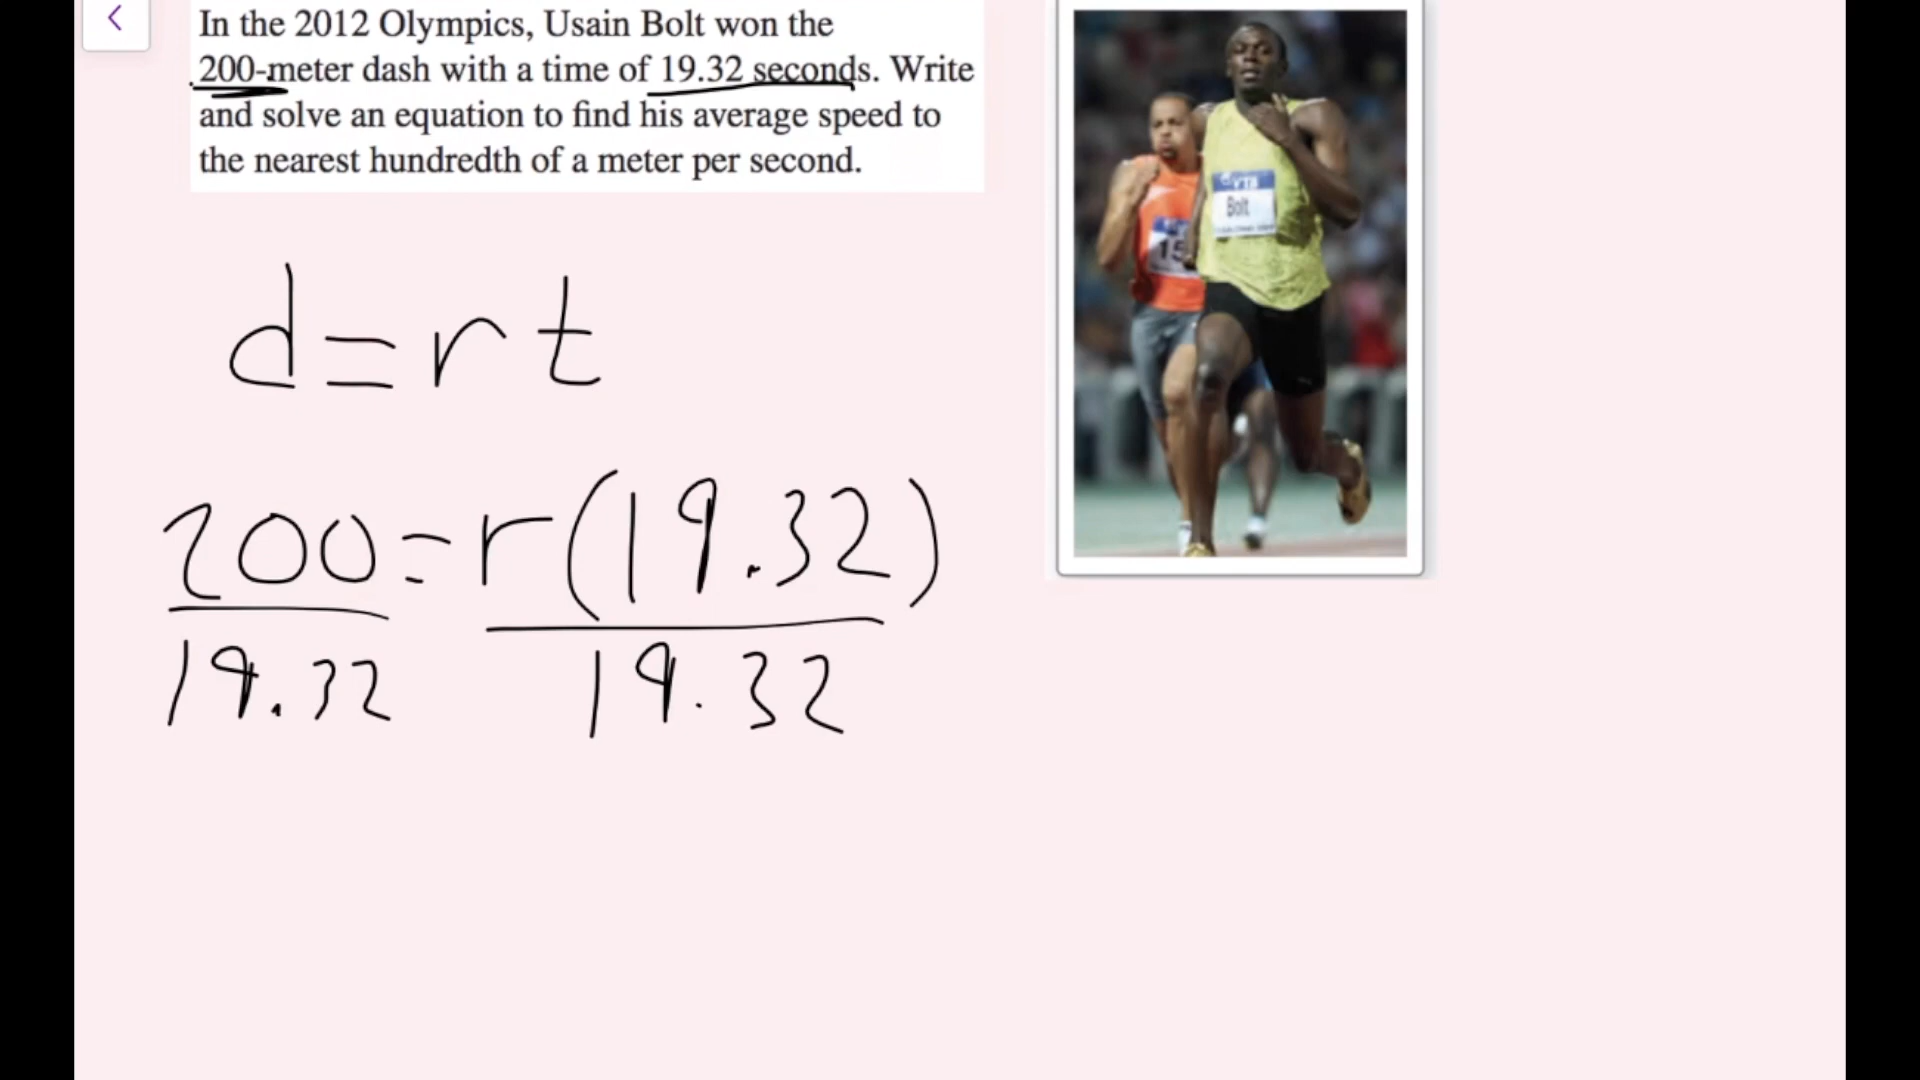 In the 2012 Olympics, Usain Bolt won the
200-meter dash with a time of 19.32 seconds. Write
and solve an equation to find his average speed to
the nearest hundredth of a meter per second.
VTB
Bolt
15
d=rt
200=r(19.32)
19.32 19.32